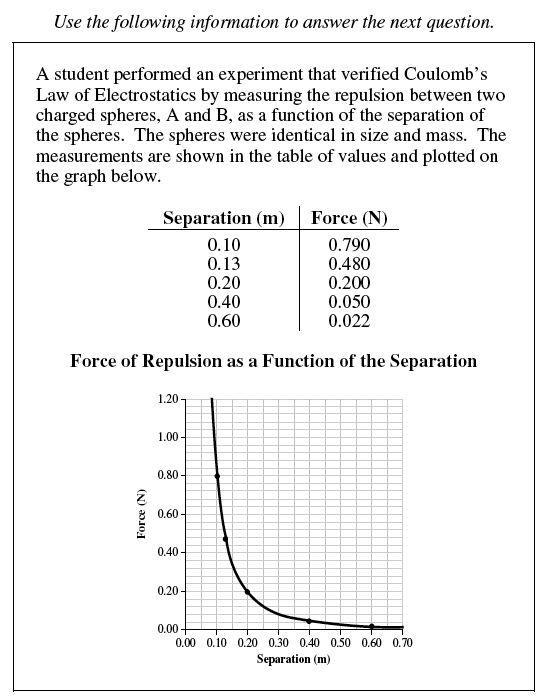 Use the following information to answer the next question.
A student performed an experiment that verified Coulomb's
Law of Electrostatics by measuring the repulsion between two
charged spheres, A and B, as a function of the separation of
the spheres. The spheres were identical in size and mass. The
measurements are shown in the table of values and plotted on
the graph below.
Separation (m) Force (N)
0.10 0.790
0.13 0.480
0.20 0.200
0.40 0.050
0.60 0.022
Force of Repulsion as a Function of the Separation
1.20
1.00
0.80
0.60
0.40
0.20
0.00
Force (N)
0.00 0.10 0.20 0.30 0.40 0.50 0.60 0.70
Separation (m)